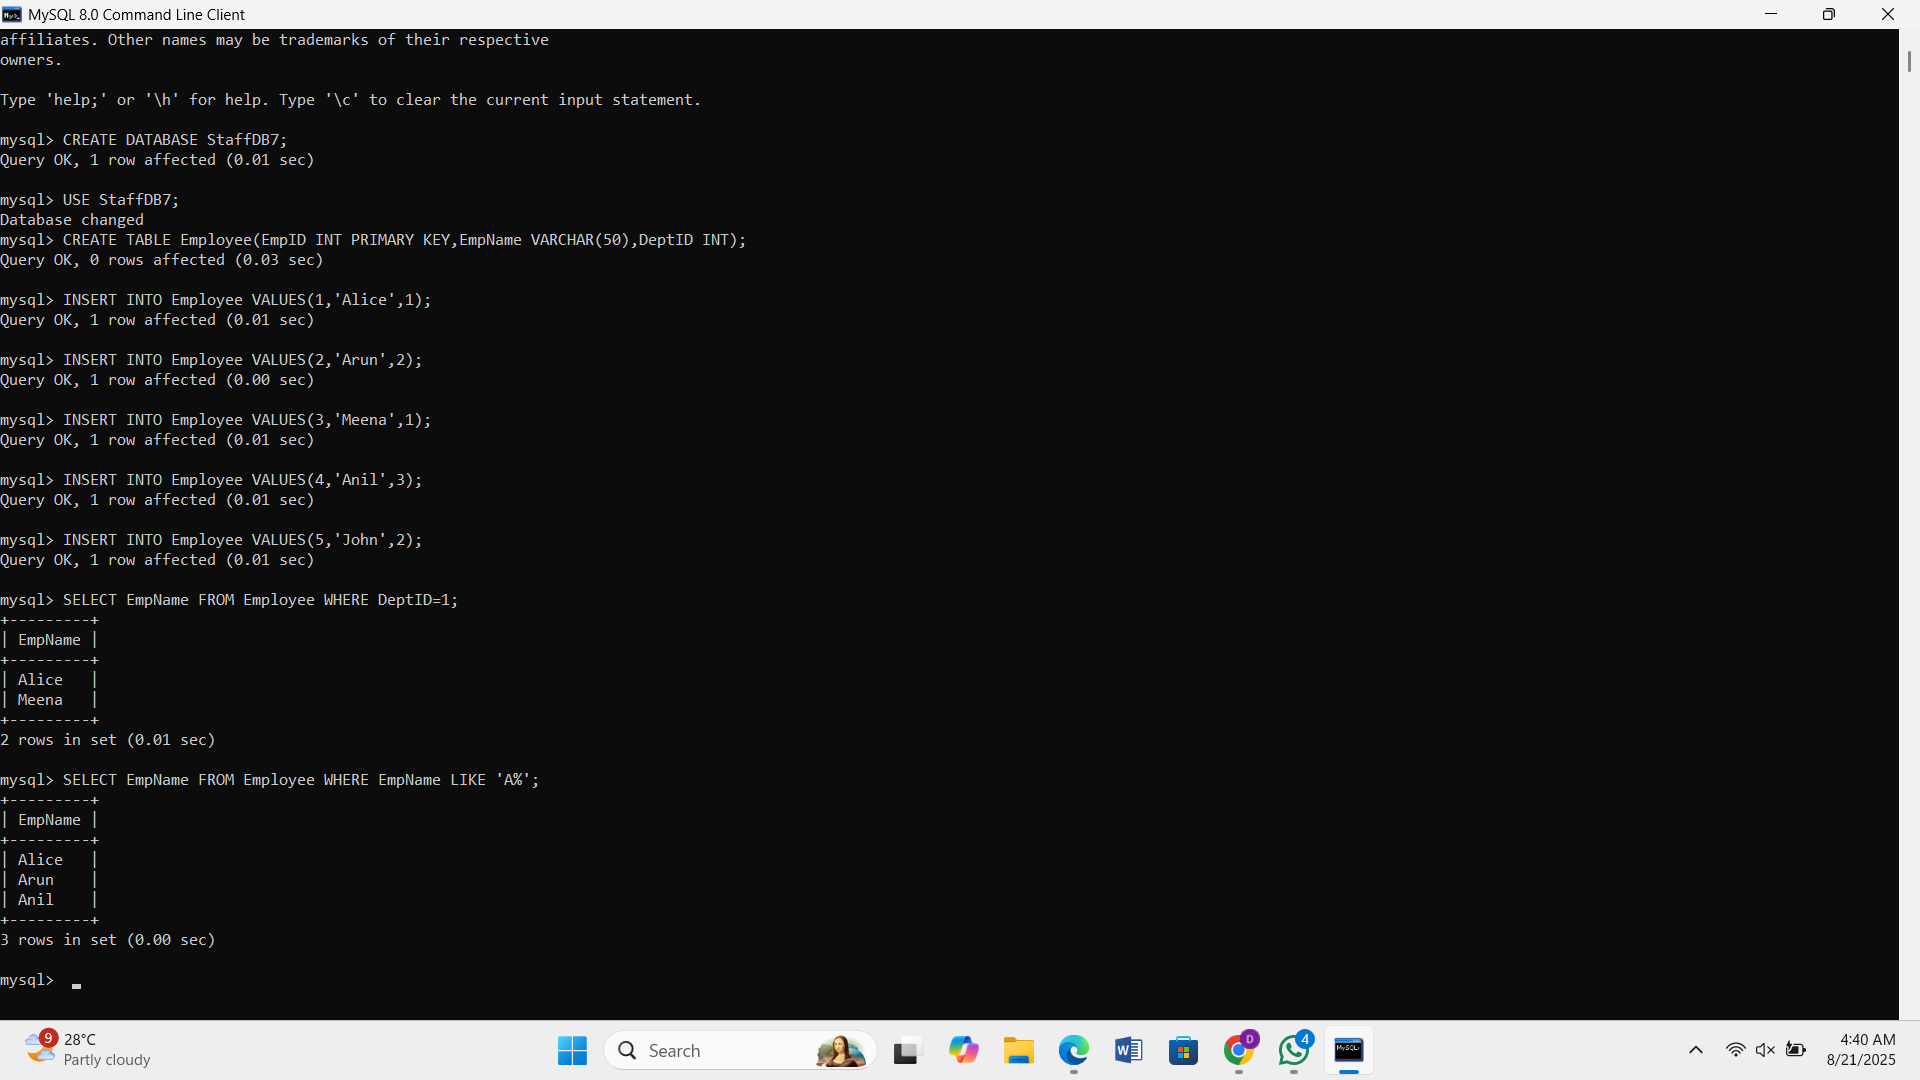 MySQL 8.0 Command Line Client
affiliates. Other names may be trademarks of their respective
owners.
Type 'help;' or '\h' for help. Type '\c' to clear the current input statement.
mysql> CREATE DATABASE StaffDB7;
Query OK, 1 row affected (0.01 sec)
mysql> USE StaffDB7;
Database changed
mysql> CREATE TABLE Employee(EmpID INT PRIMARY KEY,EmpName VARCHAR(50),DeptID INT);
Query OK, 0 rows affected (0.03 sec)
mysql> INSERT INTO Employee VALUES(1,'Alice',1);
Query OK, 1 row affected (0.01 sec)
mysql> INSERT INTO Employee VALUES(2,'Arun',2);
Query OK, 1 row affected (0.00 sec)
mysql> INSERT INTO Employee VALUES(3,'Meena',1);
Query OK, 1 row affected (0.01 sec)
mysql> INSERT INTO Employee VALUES(4,'Anil',3);
Query OK, 1 row affected (0.01 sec)
mysql> INSERT INTO Employee VALUES(5,'John',2);
Query OK, 1 row affected (0.01 sec)
mysql> SELECT EmpName FROM Employee WHERE DeptID=1;
+---------+
| EmpName |
+---------+
| Alice   |
| Meena   |
+---------+
2 rows in set (0.01 sec)
mysql> SELECT EmpName FROM Employee WHERE EmpName LIKE 'A%';
+---------+
| EmpName |
+---------+
| Alice   |
| Arun    |
| Anil    |
+---------+
3 rows in set (0.00 sec)
mysql>
9
28°C
Partly cloudy
Search
D
4
MySQL
4:40 AM
8/21/2025